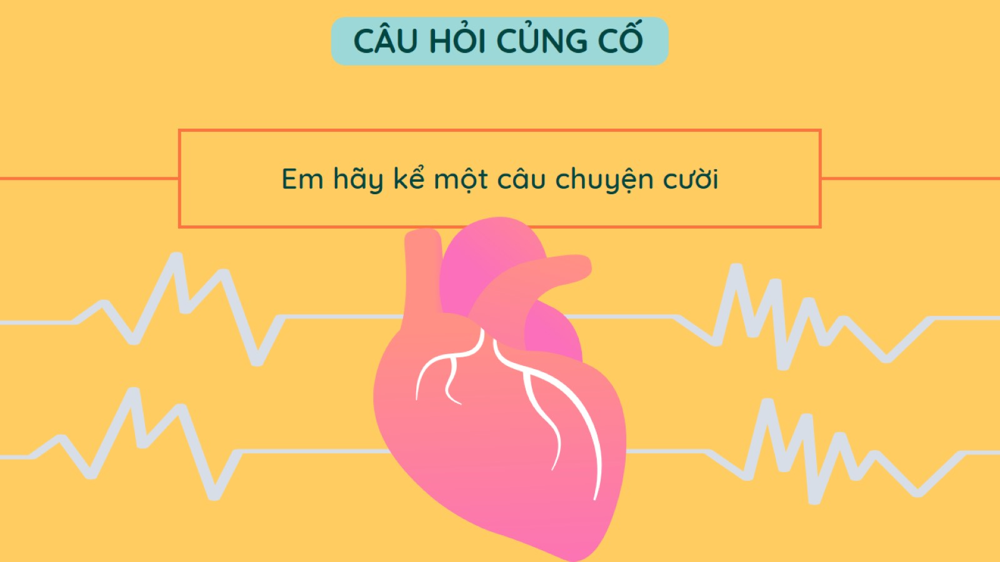 CÂU HỎI CỦNG CỐ
Em hãy kể một câu chuyện cười